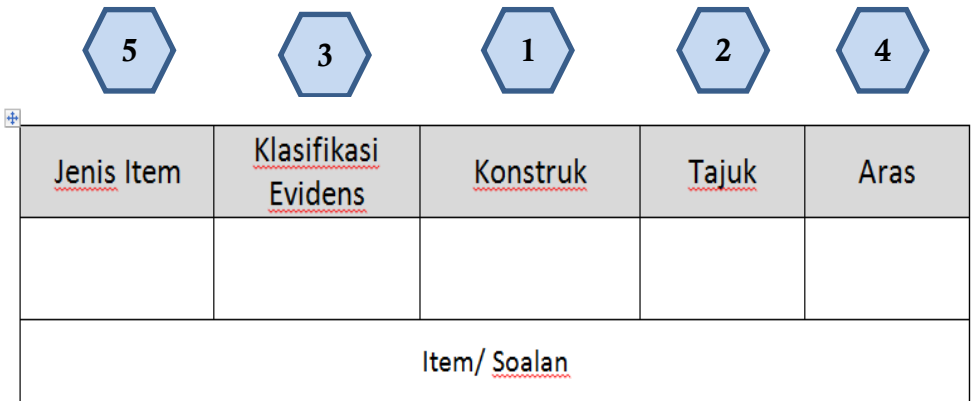 5 3 1 2 4
Jenis Item Klasifikasi Evidens Konstruk Tajuk Aras
Item/ Soalan